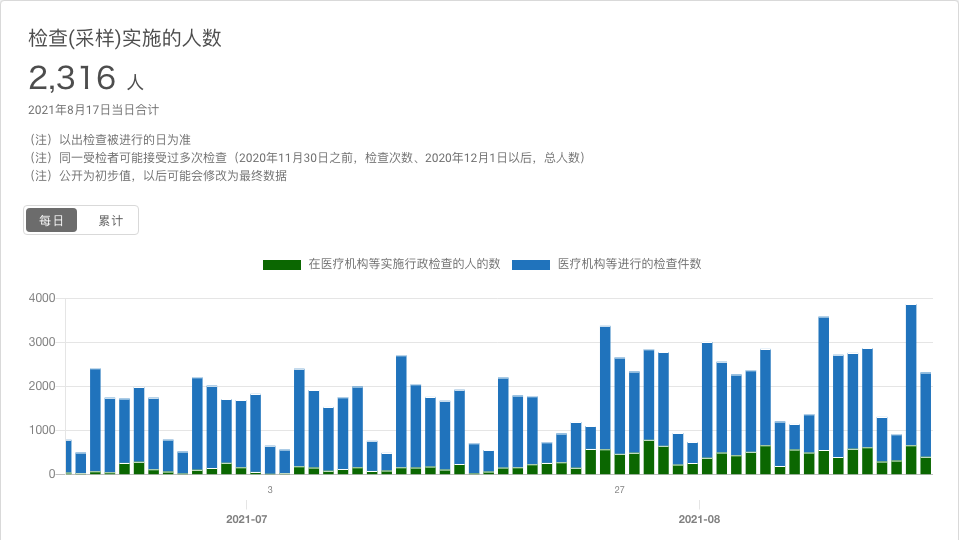 检查(采样)实施的人数
2,316 人
2021年8月17日当日合计
（注）以出检查被进行的日为准
（注）同一受检者可能接受过多次检查（2020年11月30日之前，检查次数、2020年12月1日以后，总人数）
（注）公开为初步值，以后可能会修改为最终数据
每日 累计
在医疗机构等实施行政检查的人的数 医疗机构等进行的检查件数
4000
3000
2000
1000
0
3 27
2021-07 2021-08